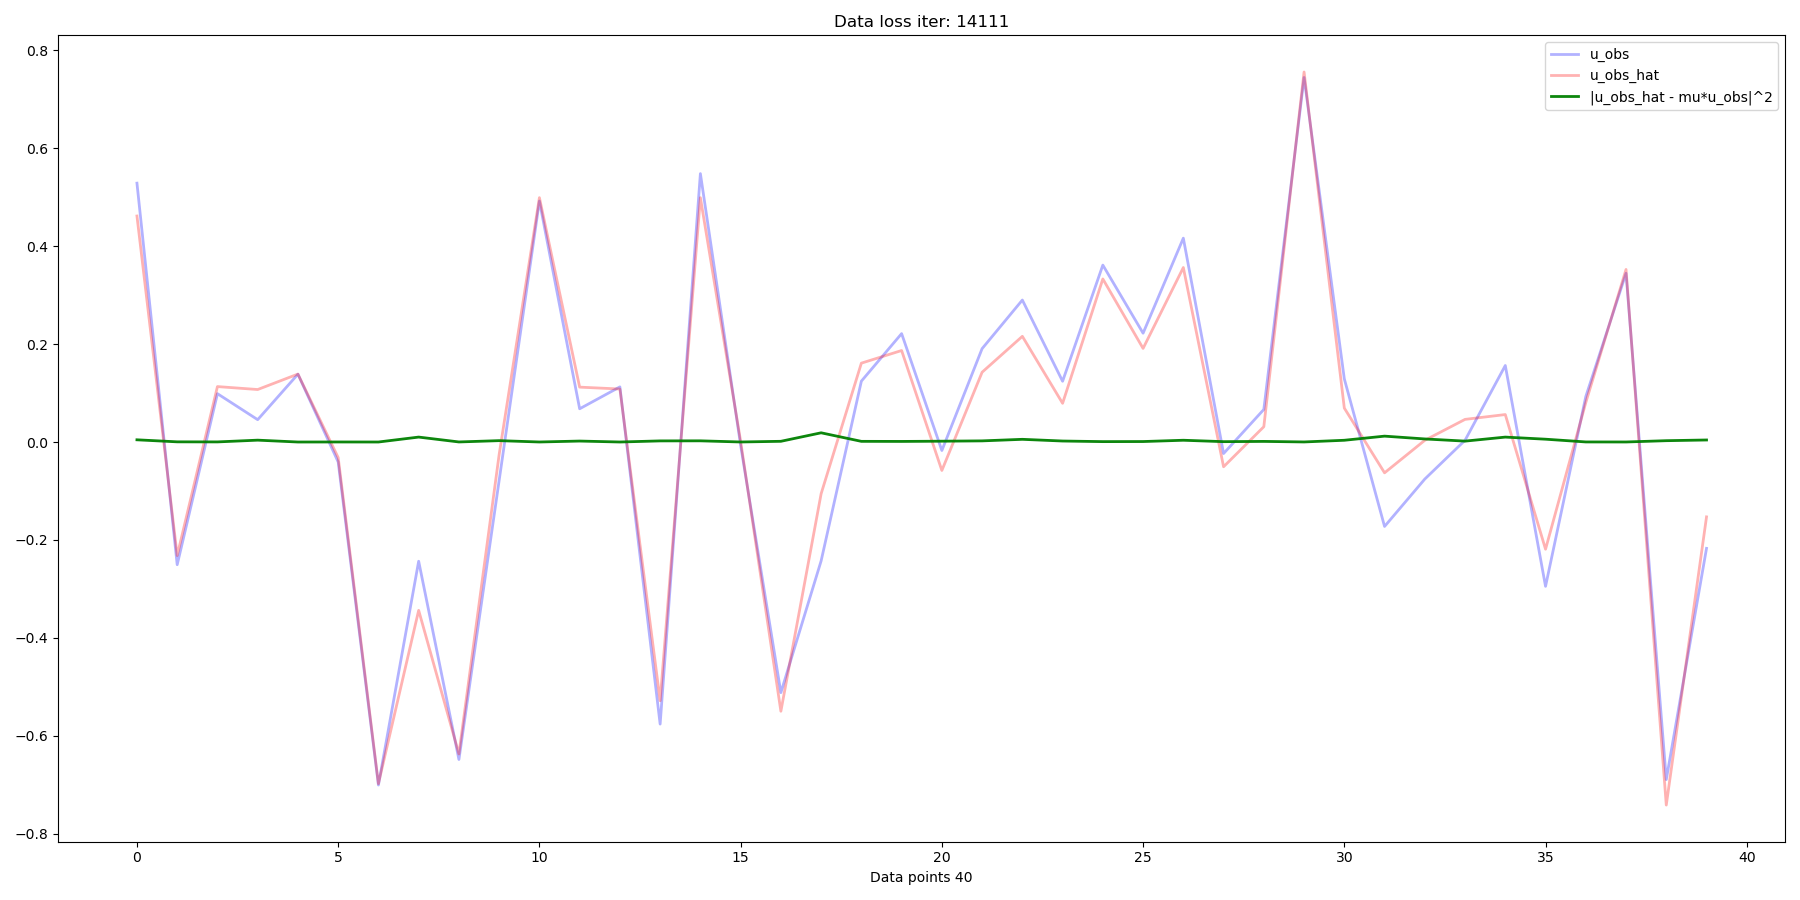 Data loss iter: 14111
u_obs
u_obs_hat
|u_obs_hat - mu*u_obs|^2
0.8
0.6
0.4
0.2
0.0
−0.2
−0.4
−0.6
−0.8
0 5 10 15 20 25 30 35 40
Data points 40